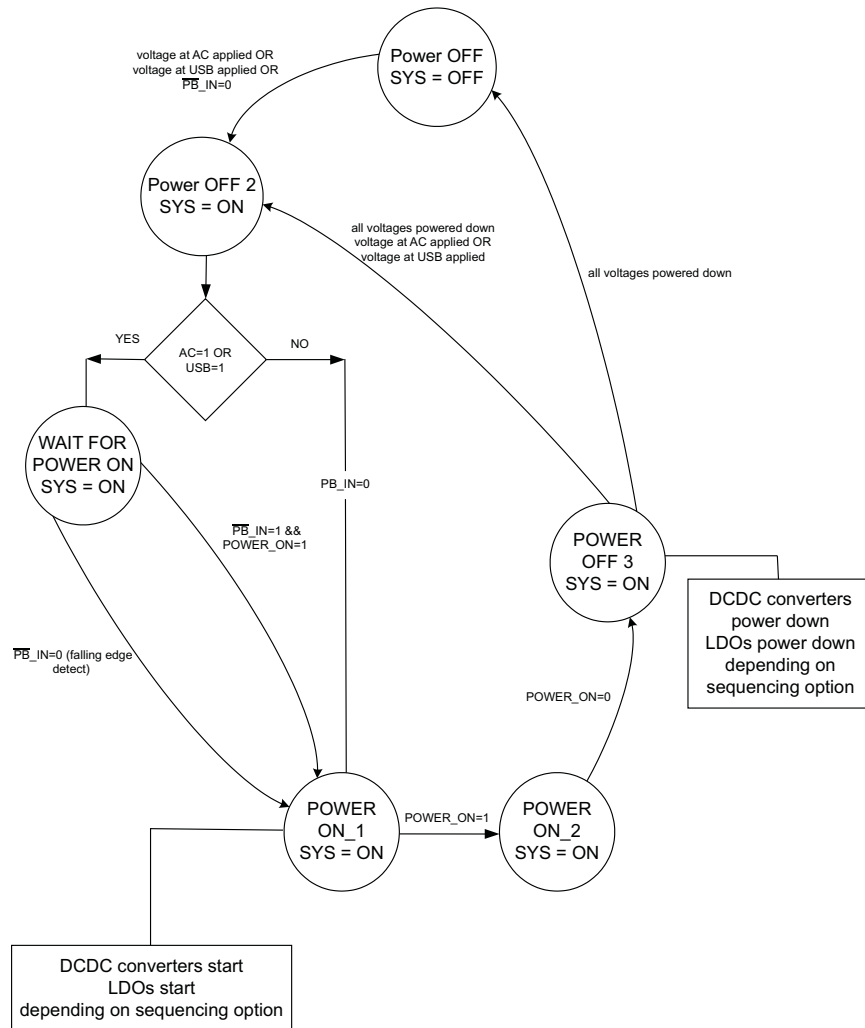 Power OFF
SYS = OFF
voltage at AC applied OR
voltage at USB applied OR
P̅B̅_IN=0
Power OFF 2
SYS = ON
all voltages powered down
voltage at AC applied OR
voltage at USB applied
all voltages powered down
AC=1 OR
USB=1
YES
NO
WAIT FOR
POWER ON
SYS = ON
PB_IN=0
P̅B̅_IN=1 &&
POWER_ON=1
POWER
OFF 3
SYS = ON
DCDC converters
power down
LDOs power down
depending on
sequencing option
P̅B̅_IN=0 (falling edge
detect)
POWER_ON=0
POWER
ON_1
SYS = ON
POWER_ON=1
POWER
ON_2
SYS = ON
DCDC converters start
LDOs start
depending on sequencing option